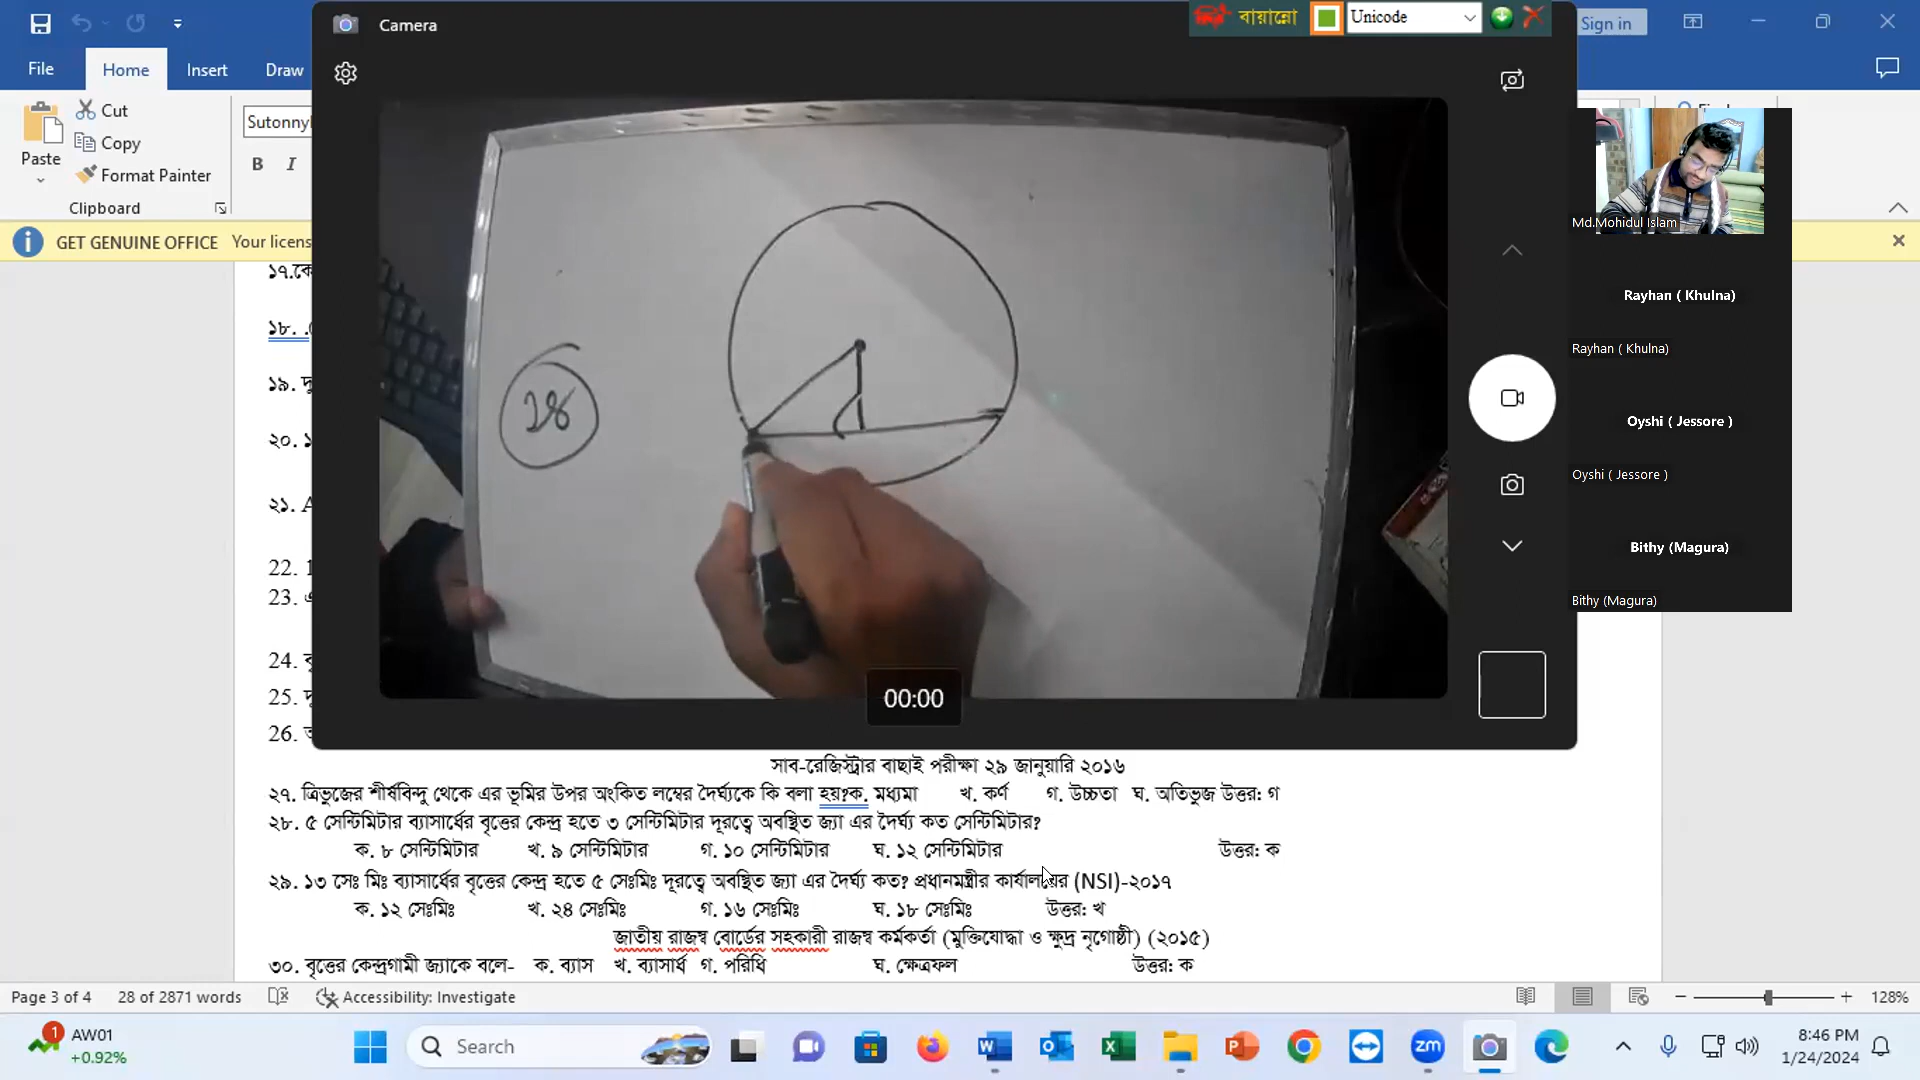 Camera
বায়ান্নো
Unicode
Sign in
File
Home
Insert
Draw
Cut
Copy
Paste
Format Painter
Clipboard
B I
GET GENUINE OFFICE
Md.Mohidul Islam
Rayhan ( Khulna)
Rayhan ( Khulna)
Oyshi ( Jessore )
Oyshi ( Jessore )
Bithy (Magura)
Bithy (Magura)
২৮
00:00
১৭.
১৮.
১৯.
২০.
২১. A
22.
23.
24.
25.
26.
সাব-রেজিস্ট্রার বাছাই পরীক্ষা ২৯ জানুয়ারি ২০১৬
২৭. ত্রিভুজের শীর্ষবিন্দু থেকে এর ভূমির উপর অংকিত লম্বের দৈর্ঘ্যকে কি বলা হয়?ক. মধ্যমা খ. কর্ণ গ. উচ্চতা ঘ. অতিভুজ উত্তর: গ
২৮. ৫ সেন্টিমিটার ব্যাসার্ধের বৃত্তের কেন্দ্র হতে ৩ সেন্টিমিটার দূরত্বে অবস্থিত জ্যা এর দৈর্ঘ্য কত সেন্টিমিটার?
ক. ৮ সেন্টিমিটার খ. ৯ সেন্টিমিটার গ. ১০ সেন্টিমিটার ঘ. ১২ সেন্টিমিটার উত্তর: ক
২৯. ১৩ সেঃ মিঃ ব্যাসার্ধের বৃত্তের কেন্দ্র হতে ৫ সেঃমিঃ দূরত্বে অবস্থিত জ্যা এর দৈর্ঘ্য কত? প্রধানমন্ত্রীর কার্যালয়ের (NSI)-২০১৭
ক. ১২ সেঃমিঃ খ. ২৪ সেঃমিঃ গ. ১৬ সেঃমিঃ ঘ. ১৮ সেঃমিঃ উত্তর: খ
জাতীয় রাজস্ব বোর্ডের সহকারী রাজস্ব কর্মকর্তা (মুক্তিযোদ্ধা ও ক্ষুদ্র নৃগোষ্ঠী) (২০১৫)
৩০. বৃত্তের কেন্দ্রগামী জ্যাকে বলে- ক. ব্যাস খ. ব্যাসার্ধ গ. পরিধি ঘ. ক্ষেত্রফল উত্তর: ক
Page 3 of 4 28 of 2871 words Accessibility: Investigate 128%
1 AW01
+0.92%
Search
zm
8:46 PM
1/24/2024